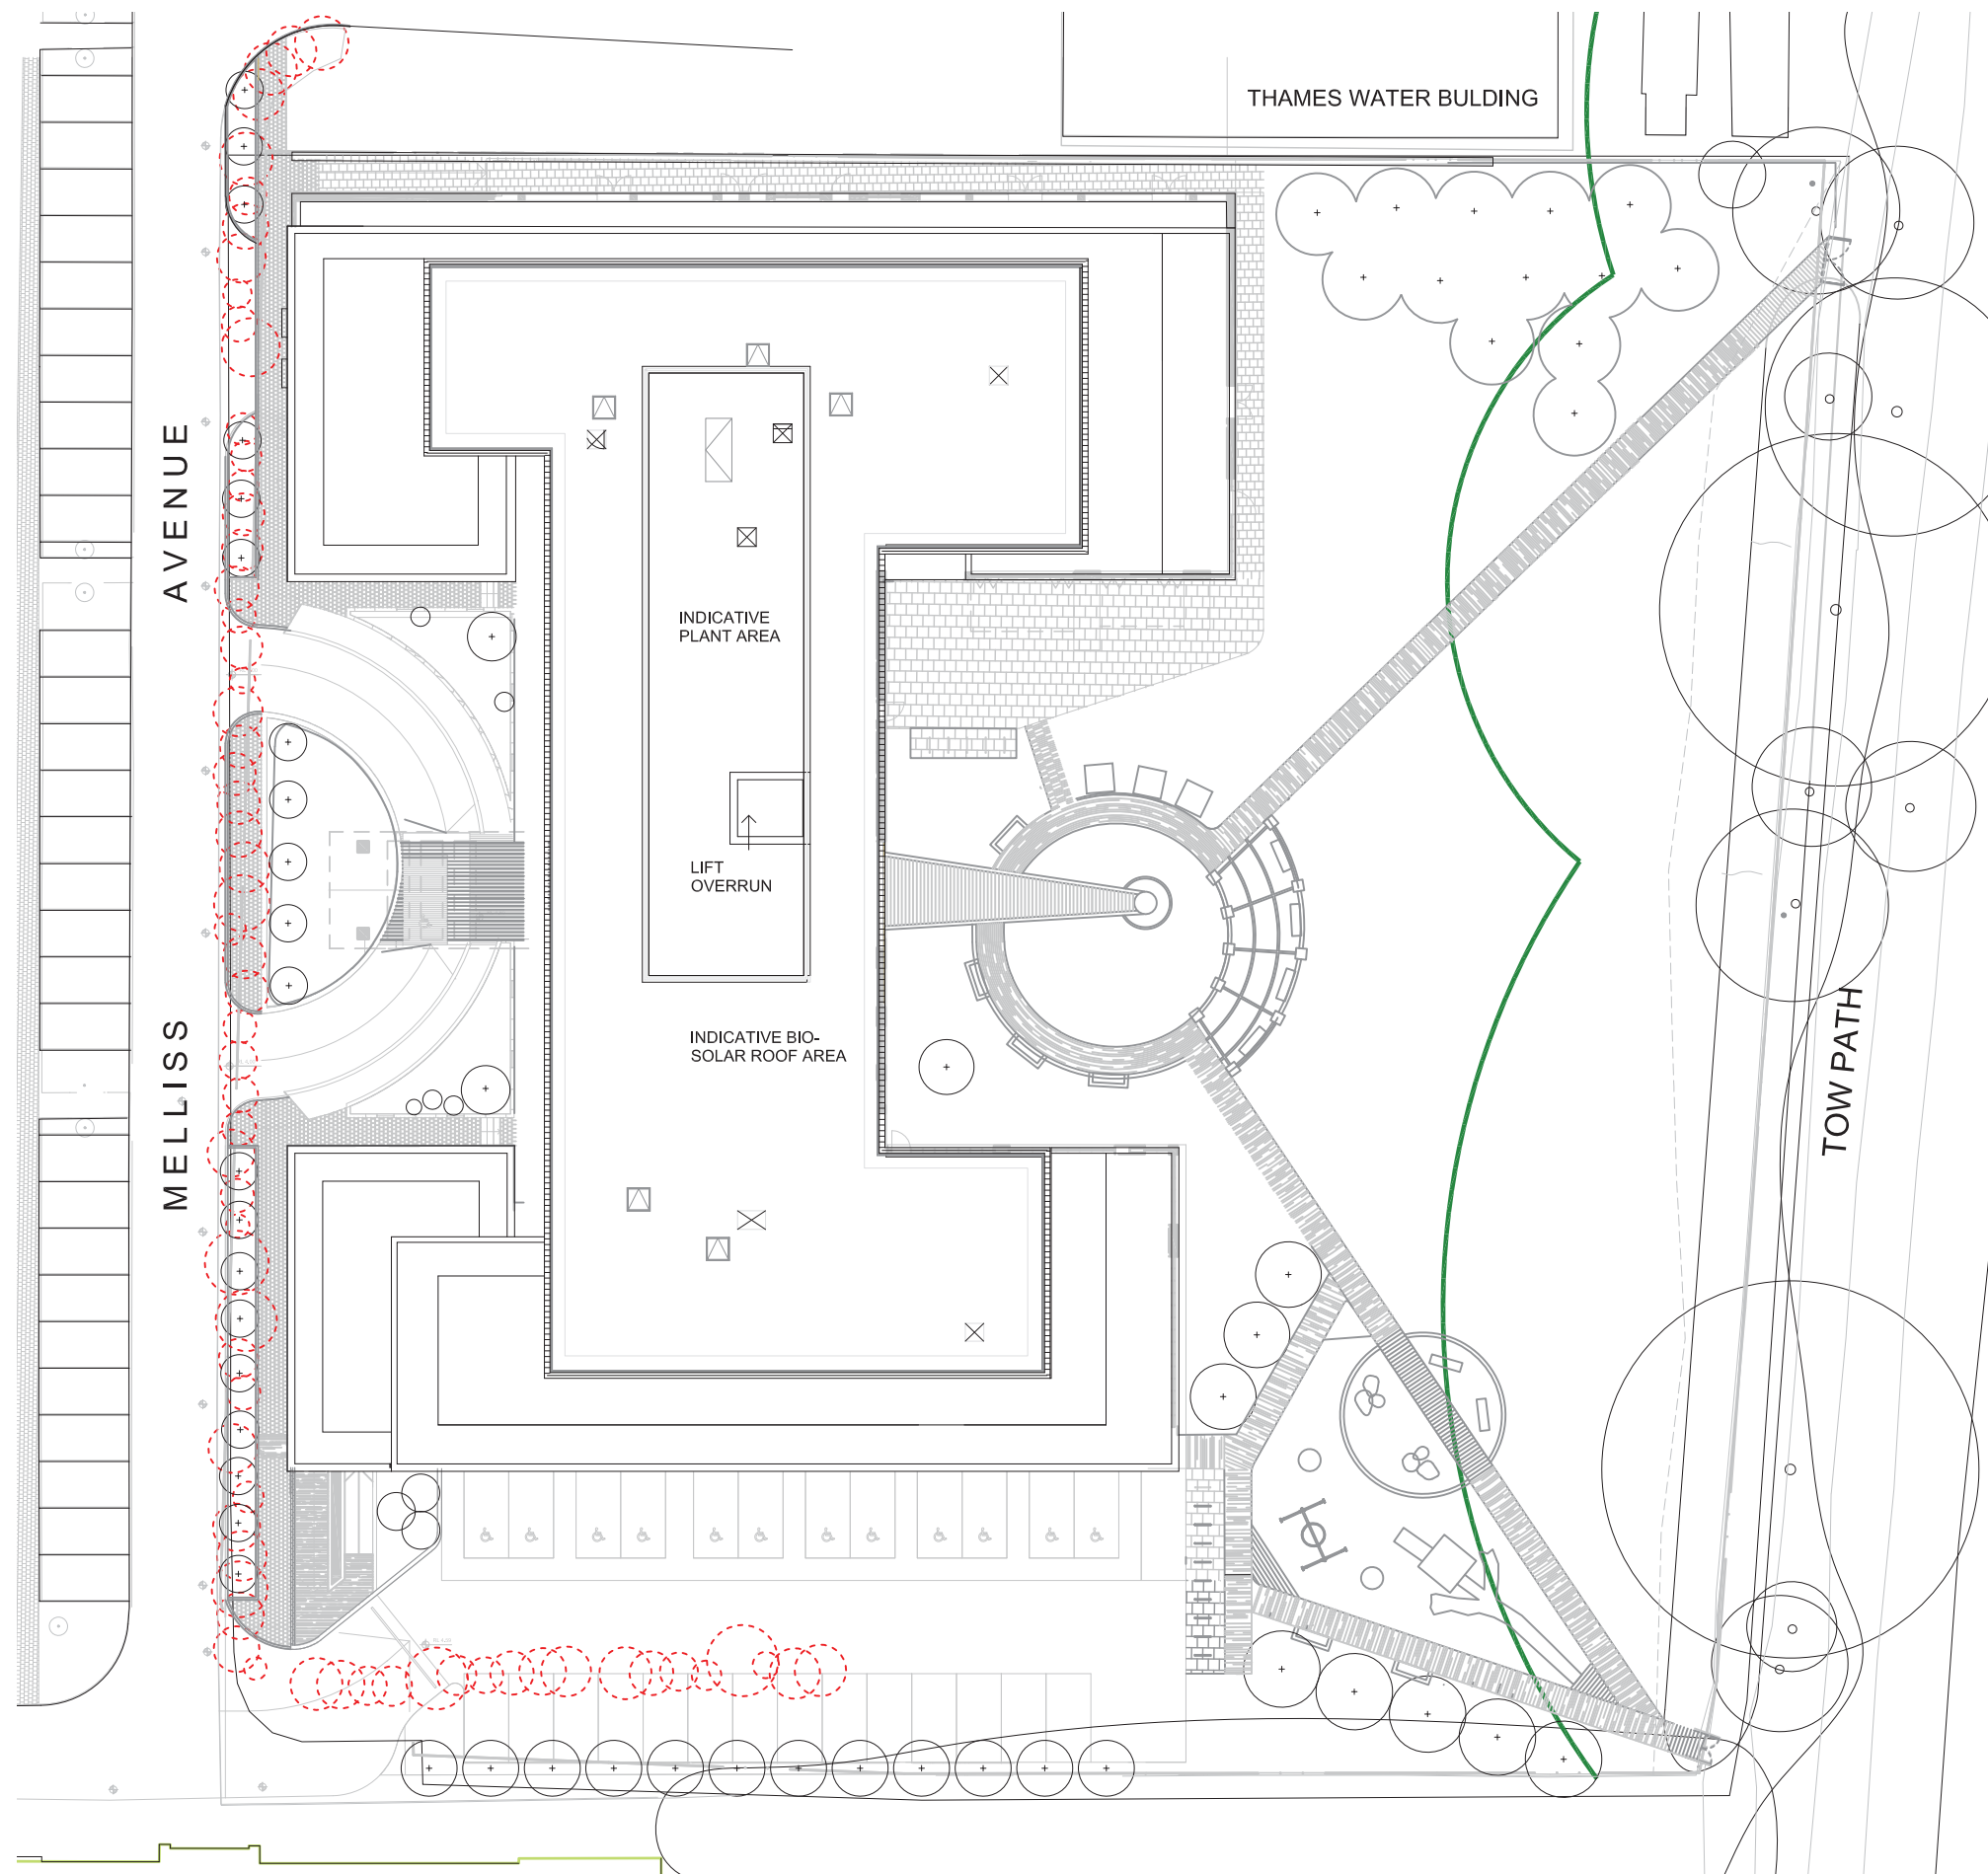 THAMES WATER BULDING
AVENUE
INDICATIVE
PLANT AREA
LIFT
OVERRUN
MELLISS
INDICATIVE BIO-
SOLAR ROOF AREA
TOW PATH